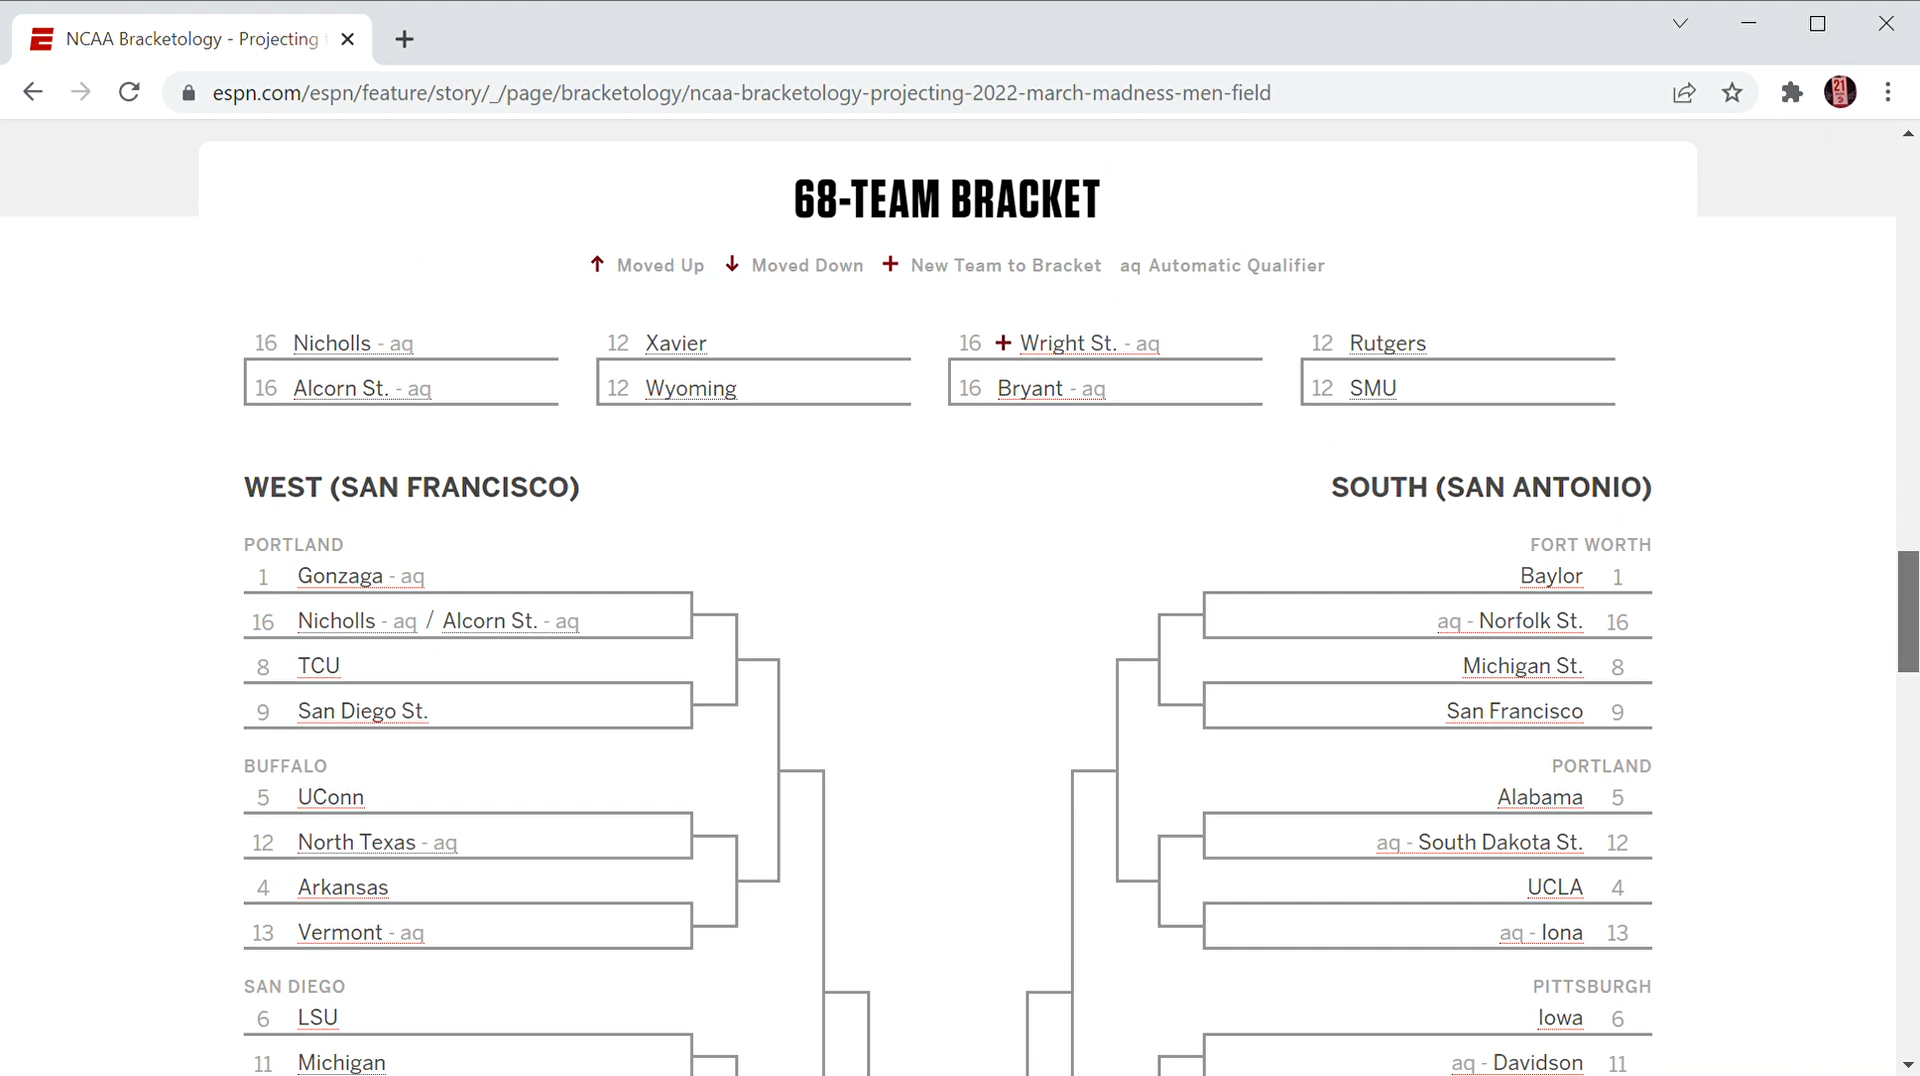 NCAA Bracketology - Projecting
espn.com/espn/feature/story/_/page/bracketology/ncaa-bracketology-projecting-2022-march-madness-men-field
21
68-TEAM BRACKET
↑ Moved Up ↓ Moved Down + New Team to Bracket aq Automatic Qualifier
16 Nicholls - aq
16 Alcorn St. - aq
12 Xavier
12 Wyoming
16 + Wright St. - aq
16 Bryant - aq
12 Rutgers
12 SMU
WEST (SAN FRANCISCO)
PORTLAND
1 Gonzaga - aq
16 Nicholls - aq / Alcorn St. - aq
8 TCU
9 San Diego St.
BUFFALO
5 UConn
12 North Texas - aq
4 Arkansas
13 Vermont - aq
SAN DIEGO
6 LSU
11 Michigan
SOUTH (SAN ANTONIO)
FORT WORTH
Baylor 1
aq - Norfolk St. 16
Michigan St. 8
San Francisco 9
PORTLAND
Alabama 5
aq - South Dakota St. 12
UCLA 4
aq - Iona 13
PITTSBURGH
Iowa 6
aq - Davidson 11